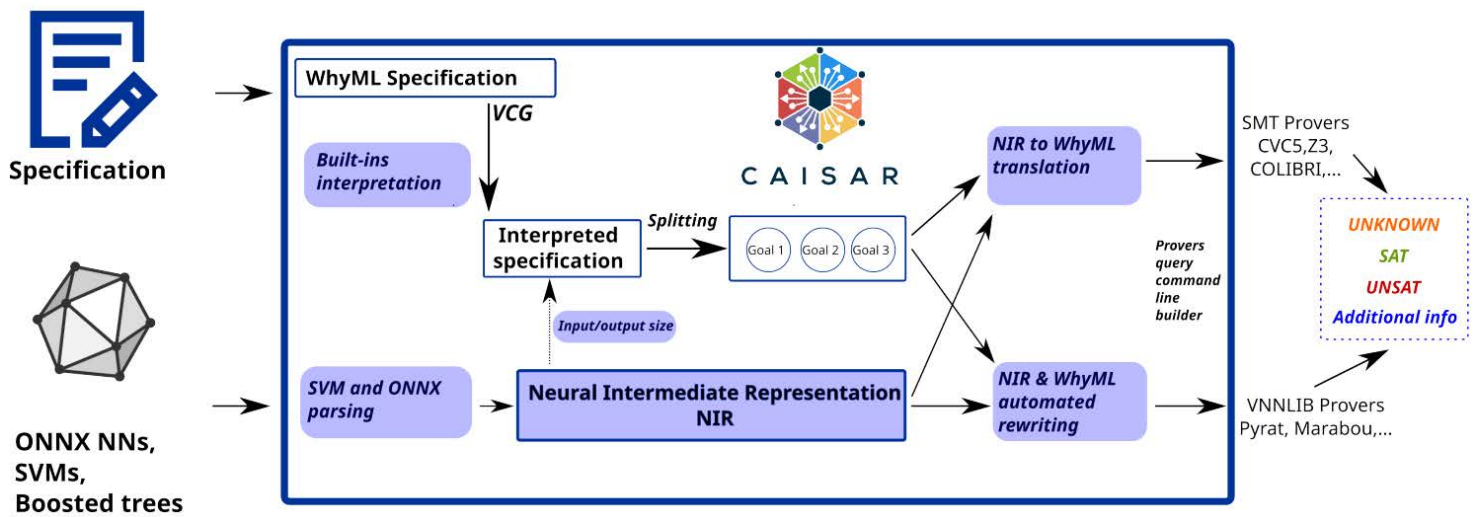 Specification
ONNX NNs,
SVMs,
Boosted trees
WhyML Specification
VCG
Built-ins
interpretation
Interpreted
specification
Splitting
Goal 1
Goal 2
Goal 3
CAISAR
Input/output size
SVM and ONNX
parsing
Neural Intermediate Representation
NIR
NIR to WhyML
translation
NIR & WhyML
automated
rewriting
Provers
query
command
line
builder
SMT Provers
CVC5,Z3,
COLIBRI,...
VNNLIB Provers
Pyrat, Marabou,...
UNKNOWN
SAT
UNSAT
Additional info